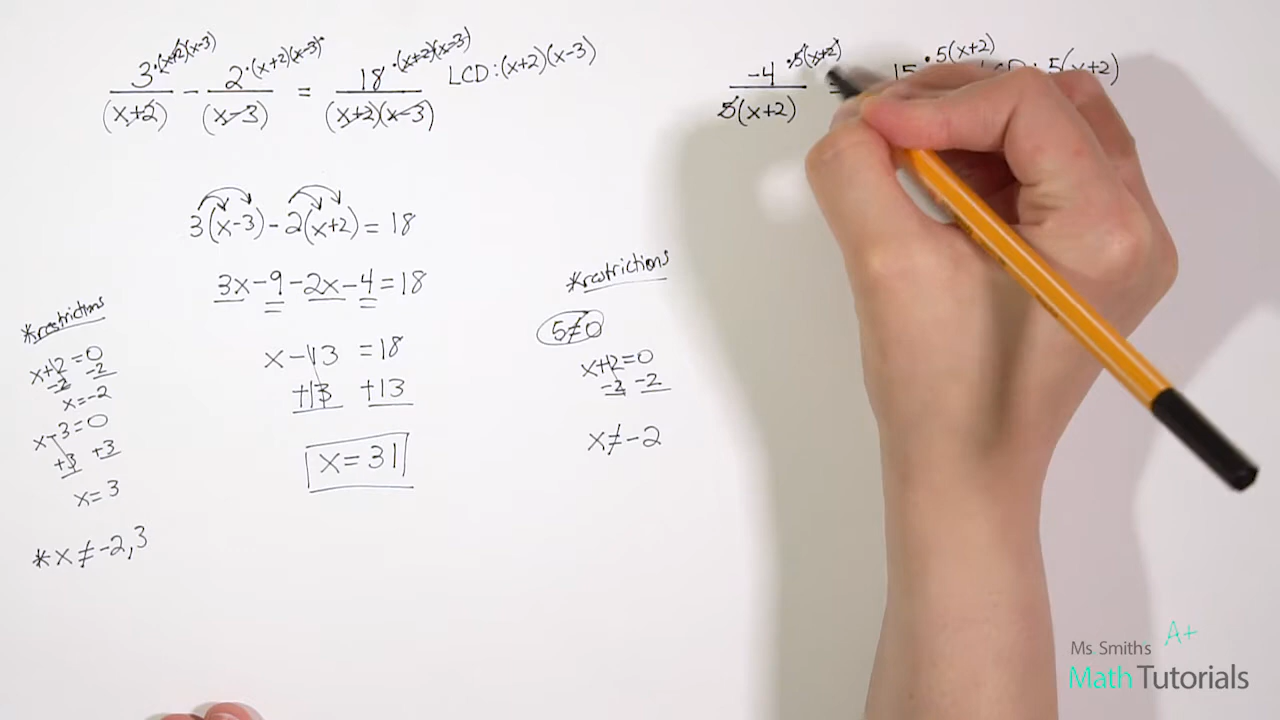 3·(x+2)(x-3) / (x+2) - 2·(x+2)(x-3) / (x-3) = 18·(x+2)(x-3) / (x+2)(x-3)
LCD: (x+2)(x-3)
3(x-3)-2(x+2)=18
3x-9-2x-4=18
x-13 =18
+13 +13
x=31
*restrictions
x+2=0
-2 -2
x=-2
x-3=0
+3 +3
x=3
*x≠-2,3
-4·5(x+2) / 5(x+2) =
15·5(x+2)
5(x+2)
*restrictions
5≠0
x+2=0
-2 -2
x≠-2
Ms Smiths A+
Math Tutorials